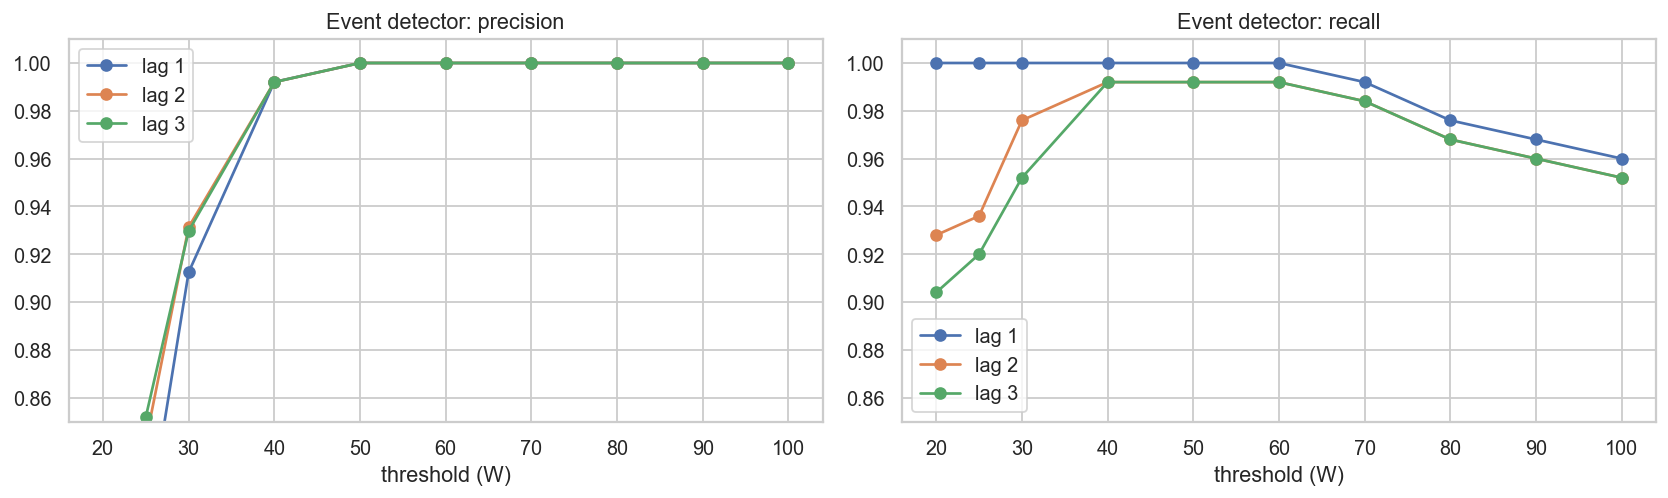 Event detector: precision
1.00
0.98
0.96
0.94
0.92
0.90
0.88
0.86
lag 1
lag 2
lag 3
20 30 40 50 60 70 80 90 100
threshold (W)
Event detector: recall
1.00
0.98
0.96
0.94
0.92
0.90
0.88
0.86
lag 1
lag 2
lag 3
20 30 40 50 60 70 80 90 100
threshold (W)